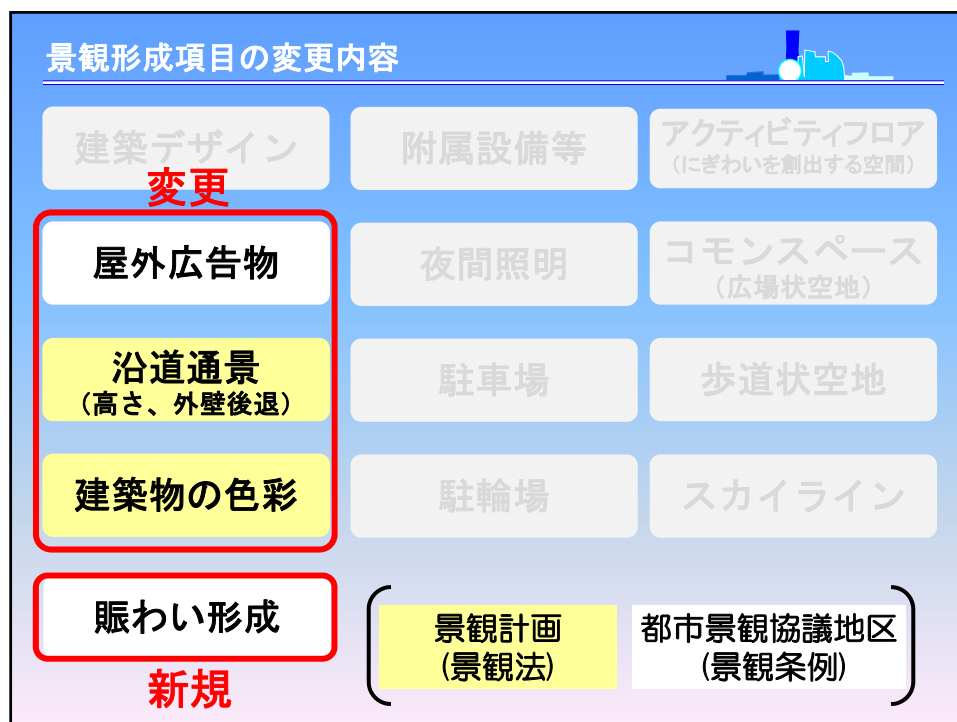 景観形成項目の変更内容
建築デザイン
附属設備等
アクティビティフロア
(にぎわいを創出する空間)
変更
屋外広告物
夜間照明
コモンスペース
(広場状空地)
沿道通景
(高さ、外壁後退)
駐車場
歩道状空地
建築物の色彩
駐輪場
スカイライン
賑わい形成
新規
景観計画
(景観法)
都市景観協議地区
(景観条例)